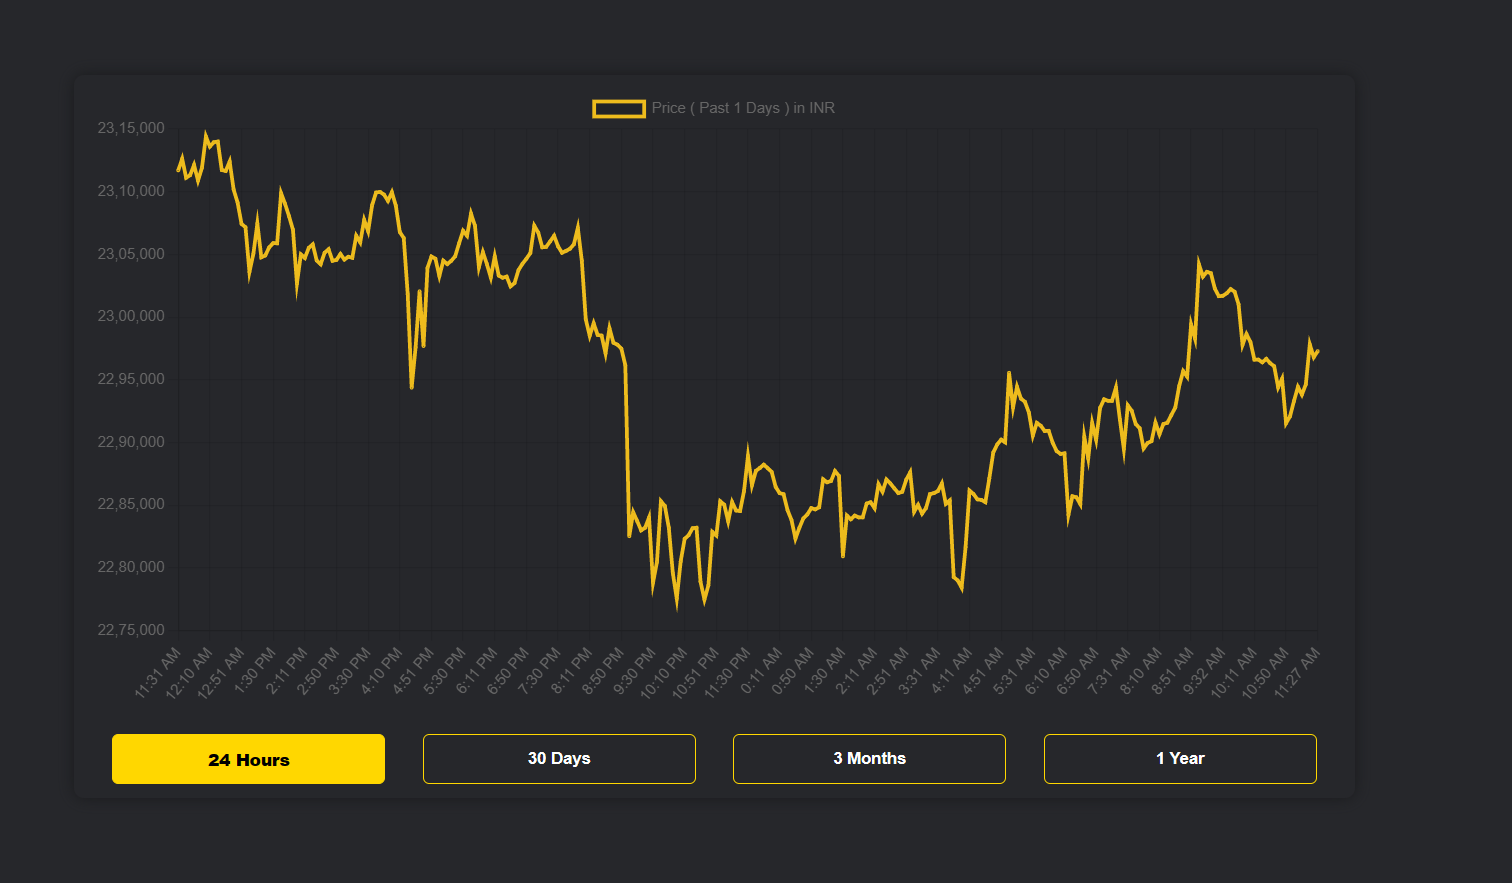 Price ( Past 1 Days ) in INR
23,15,000
23,10,000
23,05,000
23,00,000
22,95,000
22,90,000
22,85,000
22,80,000
22,75,000
11:31 AM
12:10 AM
12:51 AM
1:30 PM
2:11 PM
2:50 PM
3:30 PM
4:10 PM
4:51 PM
5:30 PM
6:11 PM
6:50 PM
7:30 PM
8:11 PM
8:50 PM
9:30 PM
10:10 PM
10:51 PM
11:30 PM
0:11 AM
0:50 AM
1:30 AM
2:11 AM
2:51 AM
3:31 AM
4:11 AM
4:51 AM
5:31 AM
6:10 AM
6:50 AM
7:31 AM
8:10 AM
8:51 AM
9:32 AM
10:11 AM
10:50 AM
11:27 AM
24 Hours
30 Days
3 Months
1 Year